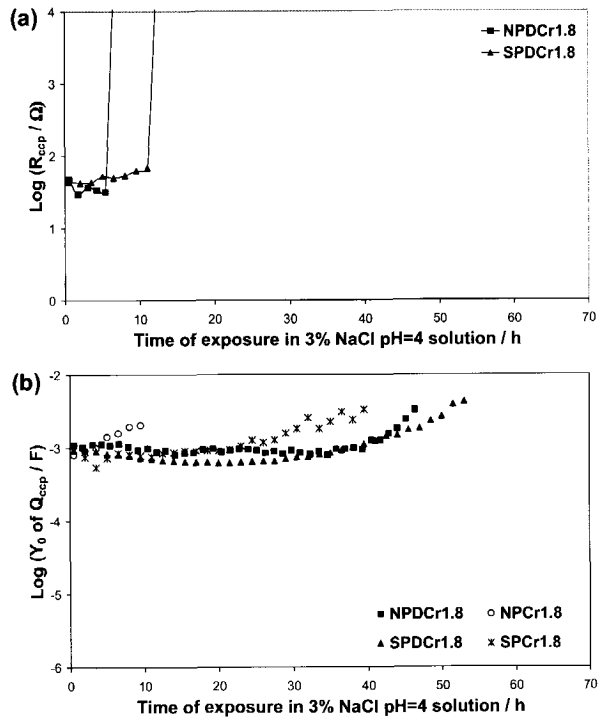 (a)
4
3
2
1
0
Log (R_ccp / Ω)
NPDCr1.8
SPDCr1.8
0 10 20 30 40 50 60 70
Time of exposure in 3% NaCl pH=4 solution / h
(b)
-2
-3
-4
-5
-6
Log (Y₀ of Q_ccp / F)
NPDCr1.8 NPCr1.8
SPDCr1.8 SPCr1.8
0 10 20 30 40 50 60 70
Time of exposure in 3% NaCl pH=4 solution / h